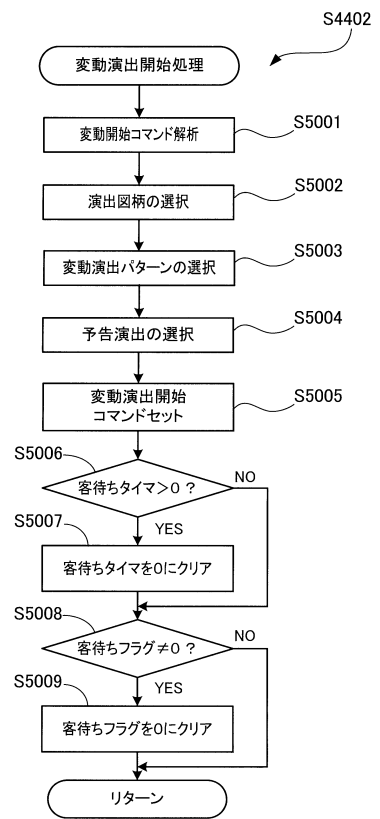 S4402
変動演出開始処理
変動開始コマンド解析
S5001
演出図柄の選択
S5002
変動演出パターンの選択
S5003
予告演出の選択
S5004
変動演出開始
コマンドセット
S5005
S5006
客待ちタイマ>0?
NO
YES
S5007
客待ちタイマを0にクリア
S5008
客待ちフラグ≠0?
NO
YES
S5009
客待ちフラグを0にクリア
リターン